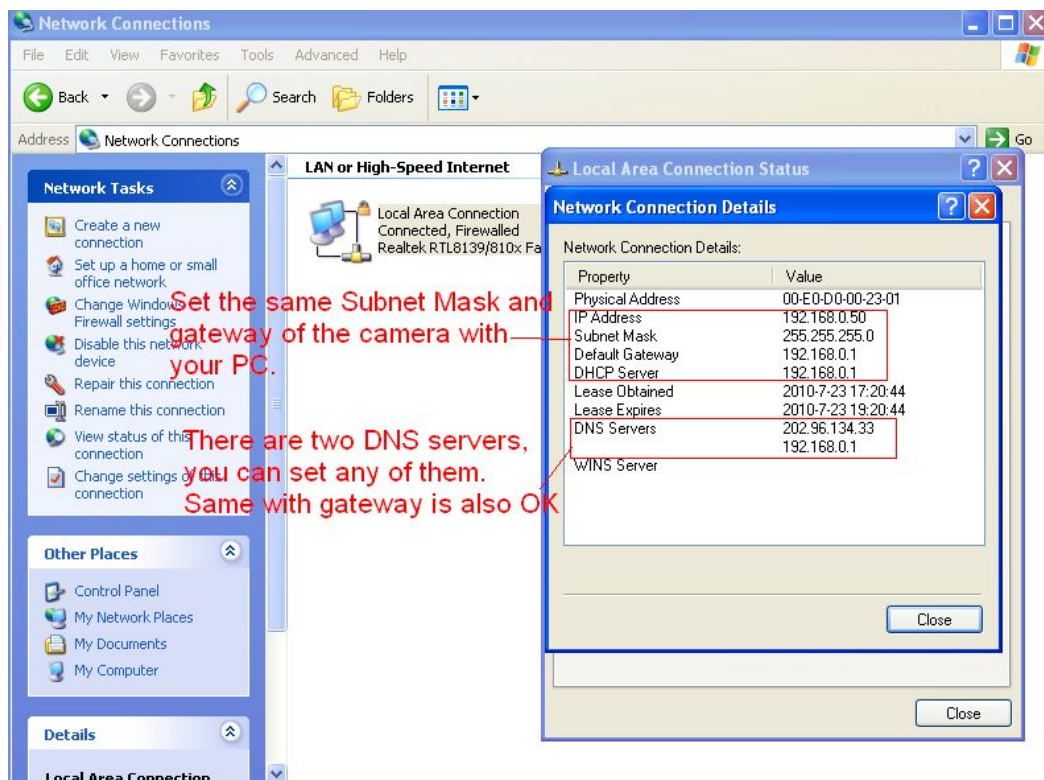 Network Connections
File Edit View Favorites Tools Advanced Help
Back Search Folders
Address Network Connections Go
Network Tasks
Create a new
connection
Set up a home or small
office network
Change Windows
Firewall settings
Disable this network
device
Repair this connection
Rename this connection
View status of this
connection
Change settings of this
connection
Other Places
Control Panel
My Network Places
My Documents
My Computer
Details
Local Area Connection
LAN or High-Speed Internet
Local Area Connection
Connected, Firewalled
Realtek RTL8139/810x Fa
Set the same Subnet Mask and
gateway of the camera with
your PC.
There are two DNS servers,
you can set any of them.
Same with gateway is also OK
Local Area Connection Status
Network Connection Details
Network Connection Details:
Property Value
Physical Address 00-E0-D0-00-23-01
IP Address 192.168.0.50
Subnet Mask 255.255.255.0
Default Gateway 192.168.0.1
DHCP Server 192.168.0.1
Lease Obtained 2010-7-23 17:20:44
Lease Expires 2010-7-23 19:20:44
DNS Servers 202.96.134.33
192.168.0.1
WINS Server
Close
Close